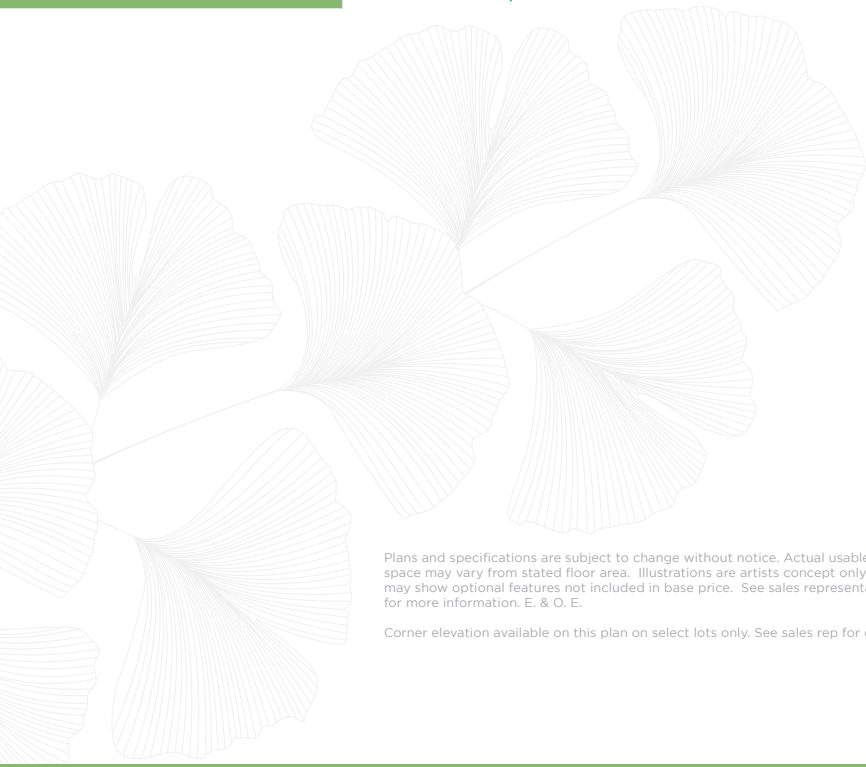 Plans and specifications are subject to change without notice. Actual usable
space may vary from stated floor area. Illustrations are artists concept only
may show optional features not included in base price. See sales
for more information. E. & O. E.
Corner elevation available on this plan on select lots only. See sales rep for